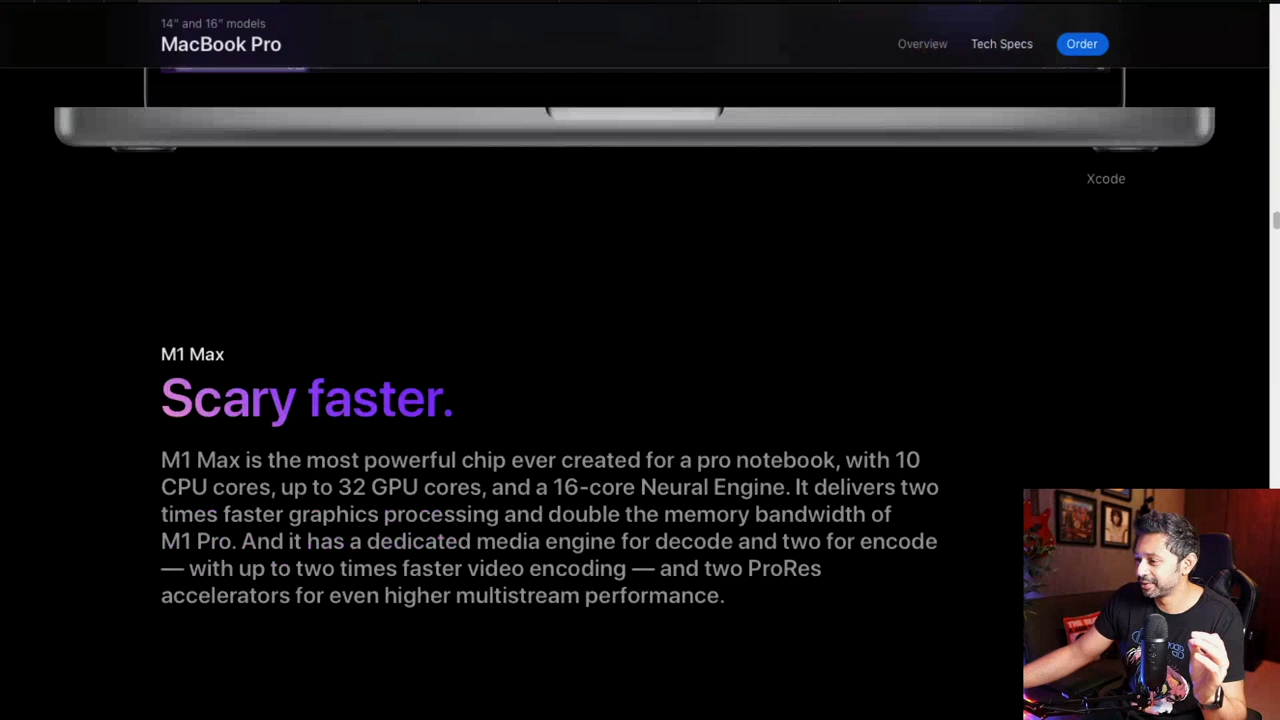 14″ and 16″ models
MacBook Pro
Overview
Tech Specs
Order
Xcode
M1 Max
Scary faster.
M1 Max is the most powerful chip ever created for a pro notebook, with 10
CPU cores, up to 32 GPU cores, and a 16-core Neural Engine. It delivers two
times faster graphics processing and double the memory bandwidth of
M1 Pro. And it has a dedicated media engine for decode and two for encode
— with up to two times faster video encoding — and two ProRes
accelerators for even higher multistream performance.